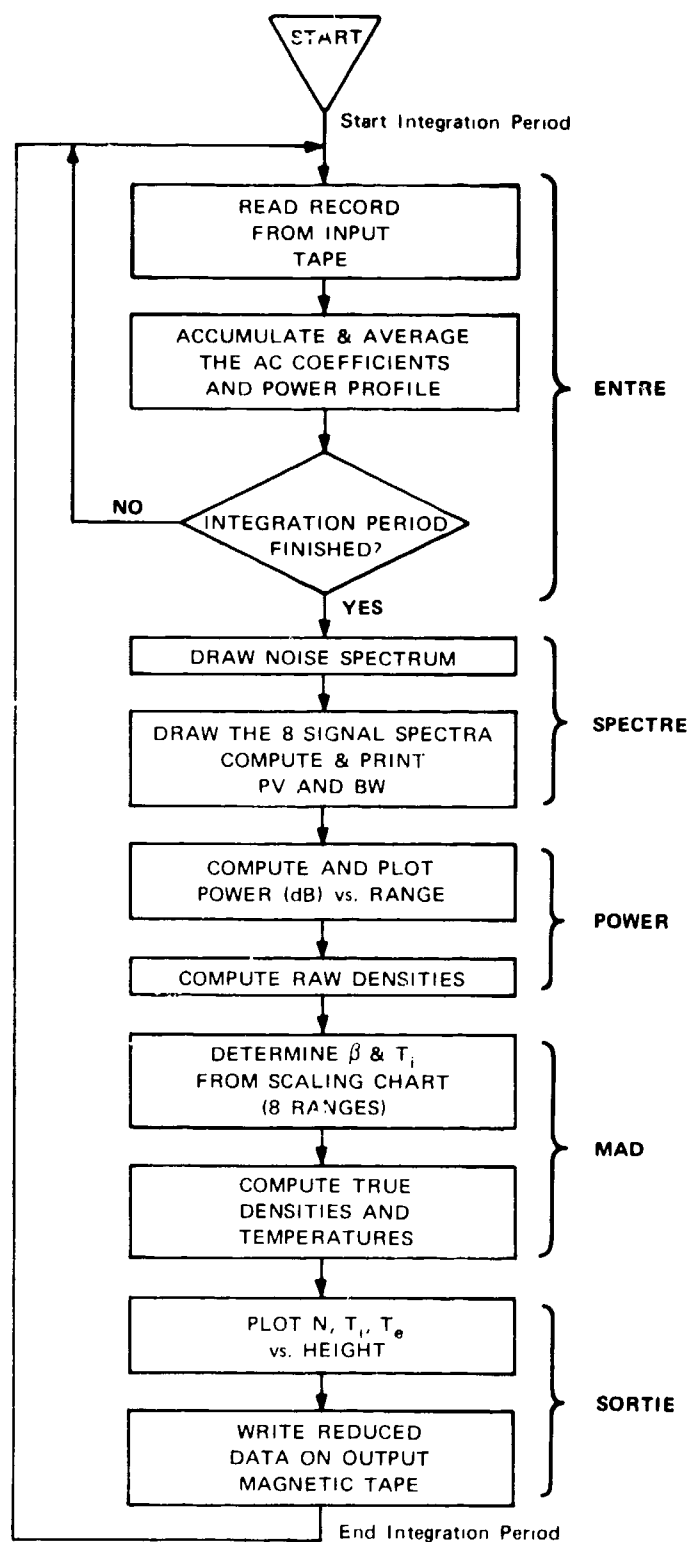 START
Start Integration Period
READ RECORD
FROM INPUT
TAPE
ACCUMULATE & AVERAGE
THE AC COEFFICIENTS
AND POWER PROFILE
ENTRE
NO
INTEGRATION PERIOD
FINISHED?
YES
DRAW NOISE SPECTRUM
DRAW THE 8 SIGNAL SPECTRA
COMPUTE & PRINT
PV AND BW
SPECTRE
COMPUTE AND PLOT
POWER (dB) vs. RANGE
POWER
COMPUTE RAW DENSITIES
DETERMINE β & Ti
FROM SCALING CHART
(8 RANGES)
MAD
COMPUTE TRUE
DENSITIES AND
TEMPERATURES
PLOT N, Ti, Te
vs. HEIGHT
SORTIE
WRITE REDUCED
DATA ON OUTPUT
MAGNETIC TAPE
End Integration Period